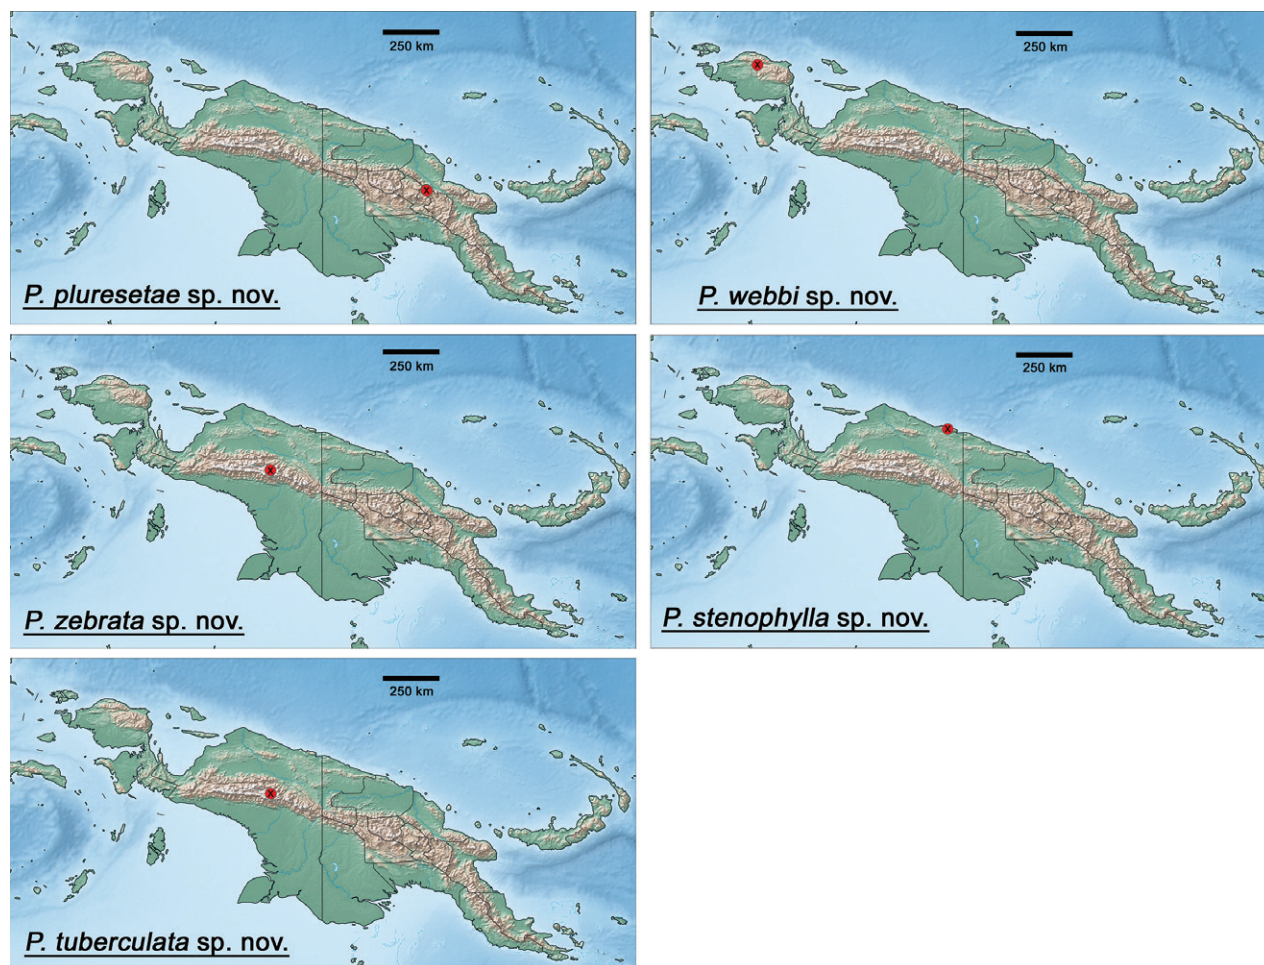 250 km
X
P. pluresetae sp. nov.
250 km
X
P. webbi sp. nov.
250 km
X
P. zebrata sp. nov.
250 km
X
P. stenophylla sp. nov.
250 km
X
P. tuberculata sp. nov.